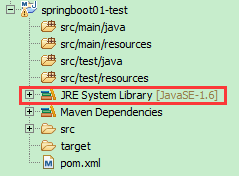 springboot01-test
src/main/java
src/main/resources
src/test/java
src/test/resources
JRE System Library [JavaSE-1.6]
Maven Dependencies
src
target
pom.xml